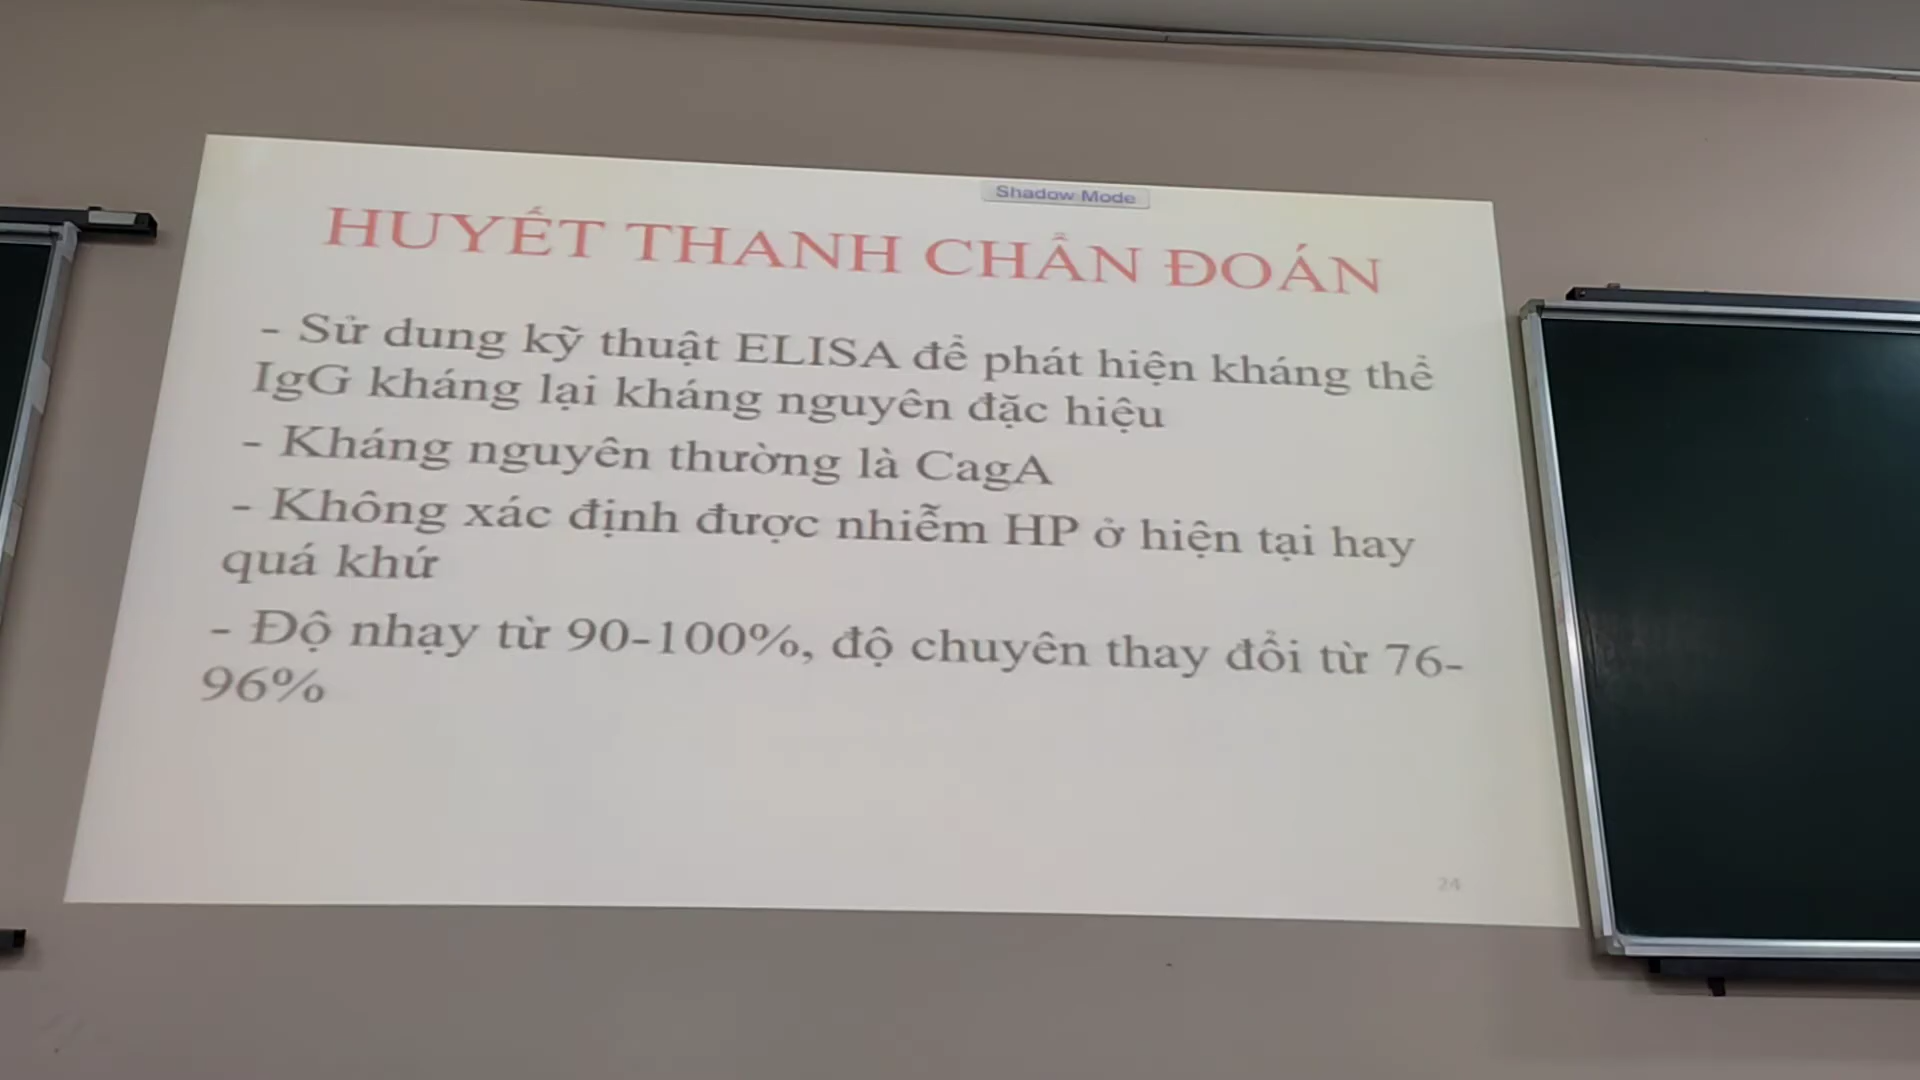 Shadow Mode
HUYẾT THANH CHẨN ĐOÁN
- Sử dung kỹ thuật ELISA để phát hiện kháng thể
IgG kháng lại kháng nguyên đặc hiệu
- Kháng nguyên thường là CagA
- Không xác định được nhiễm HP ở hiện tại hay
quá khứ
- Độ nhạy từ 90-100%, độ chuyên thay đổi từ 76-
96%
24